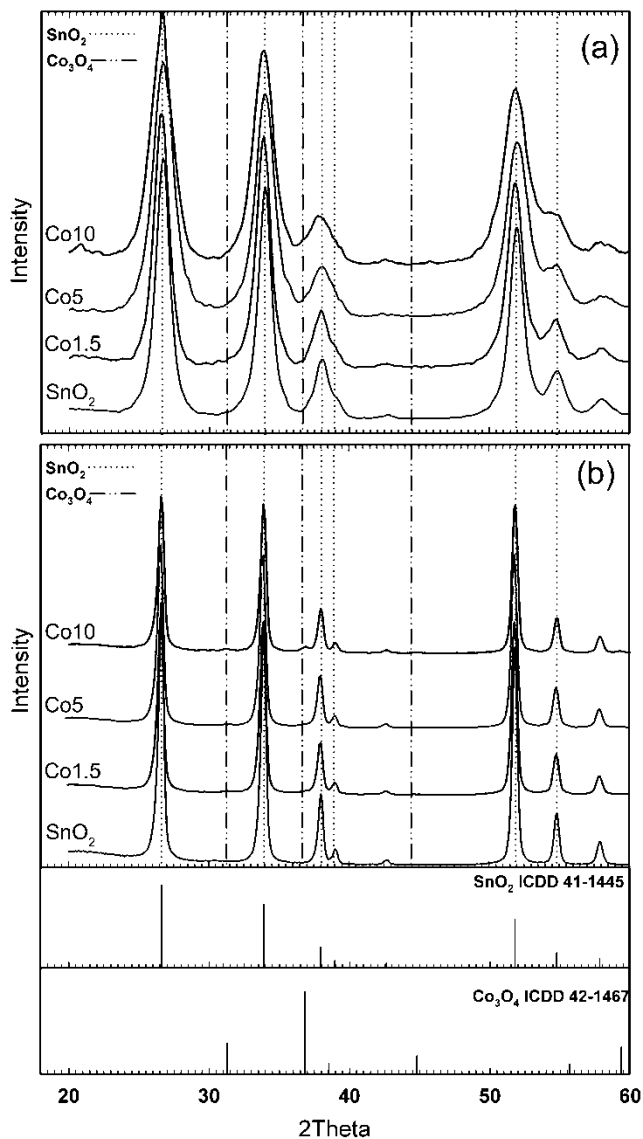 SnO₂
Co₃O₄
(a)
Intensity
Co10
Co5
Co1.5
SnO₂
SnO₂
Co₃O₄
(b)
Intensity
Co10
Co5
Co1.5
SnO₂
SnO₂ ICDD 41-1445
Co₃O₄ ICDD 42-1467
20 30 40 50 60
2Theta